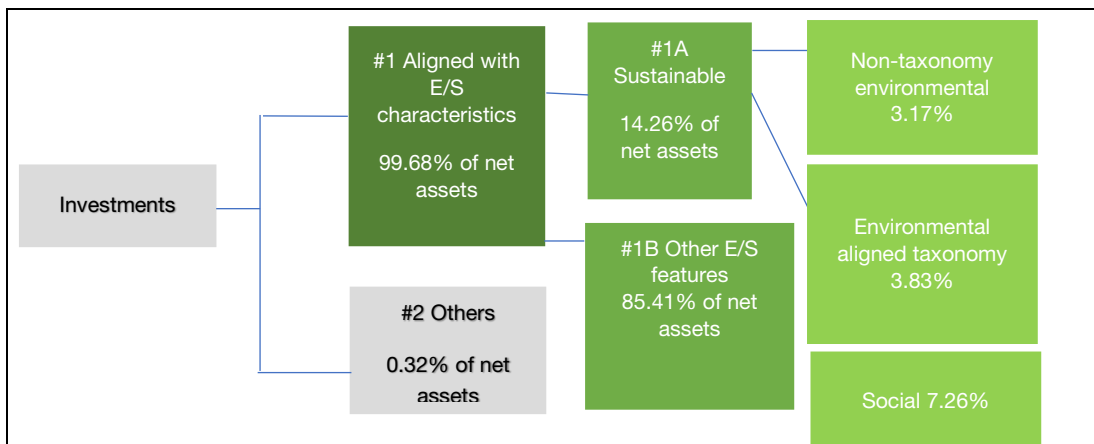 Investments
#1 Aligned with
E/S
characteristics
99.68% of net
assets
#2 Others
0.32% of net
assets
#1A
Sustainable
14.26% of
net assets
#1B Other E/S
features
85.41% of net
assets
Non-taxonomy
environmental
3.17%
Environmental
aligned taxonomy
3.83%
Social 7.26%